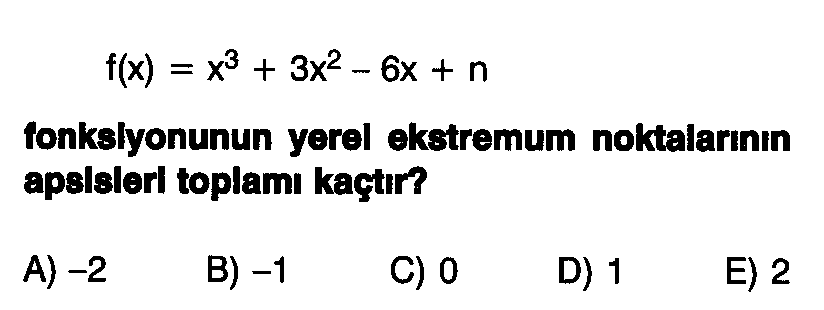 f(x) = x³ + 3x² – 6x + n
fonksiyonunun yerel ekstremum noktalarının
apsisleri toplamı kaçtır?
A) –2 B) –1 C) 0 D) 1 E) 2